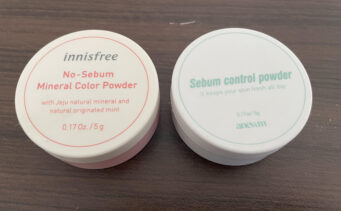 innisfree
No-Sebum
Mineral Color Powder
with Jeju natural mineral and
natural originated mint
0.17 Oz. / 5 g
Sebum control powder
It keeps your skin fresh all day